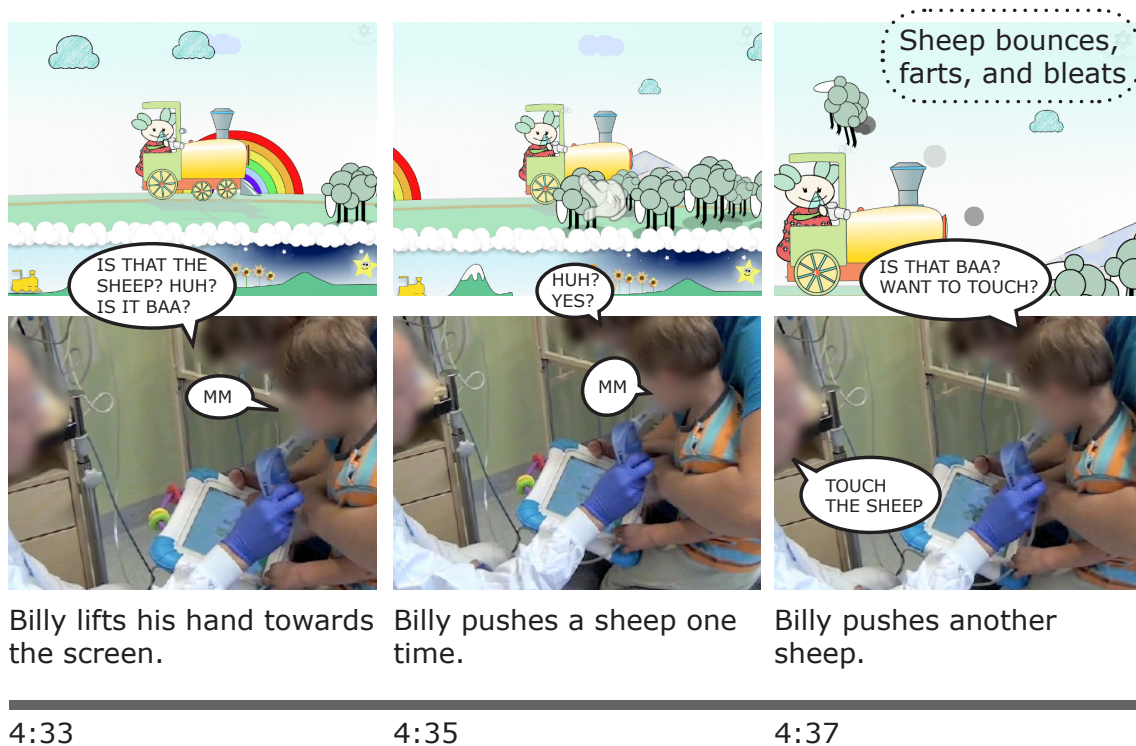 Sheep bounces,
farts, and bleats
IS THAT THE
SHEEP? HUH?
IS IT BAA?
HUH?
YES?
IS THAT BAA?
WANT TO TOUCH?
MM
MM
TOUCH
THE SHEEP
Billy lifts his hand towards
the screen.
Billy pushes a sheep one
time.
Billy pushes another
sheep.
4:33
4:35
4:37